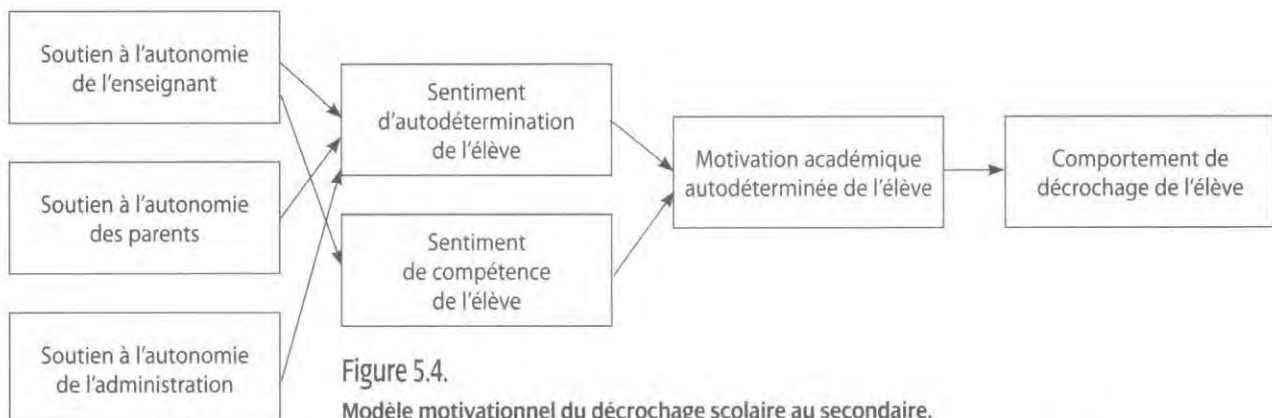 Soutien à l'autonomie
de l'enseignant
Soutien à l'autonomie
des parents
Soutien à l'autonomie
de l'administration
Sentiment
d'autodétermination
de l'élève
Sentiment
de compétence
de l'élève
Motivation académique
autodéterminée de l'élève
Comportement de
décrochage de l'élève
Figure 5.4.
Modèle motivationnel du décrochage scolaire au secondaire.